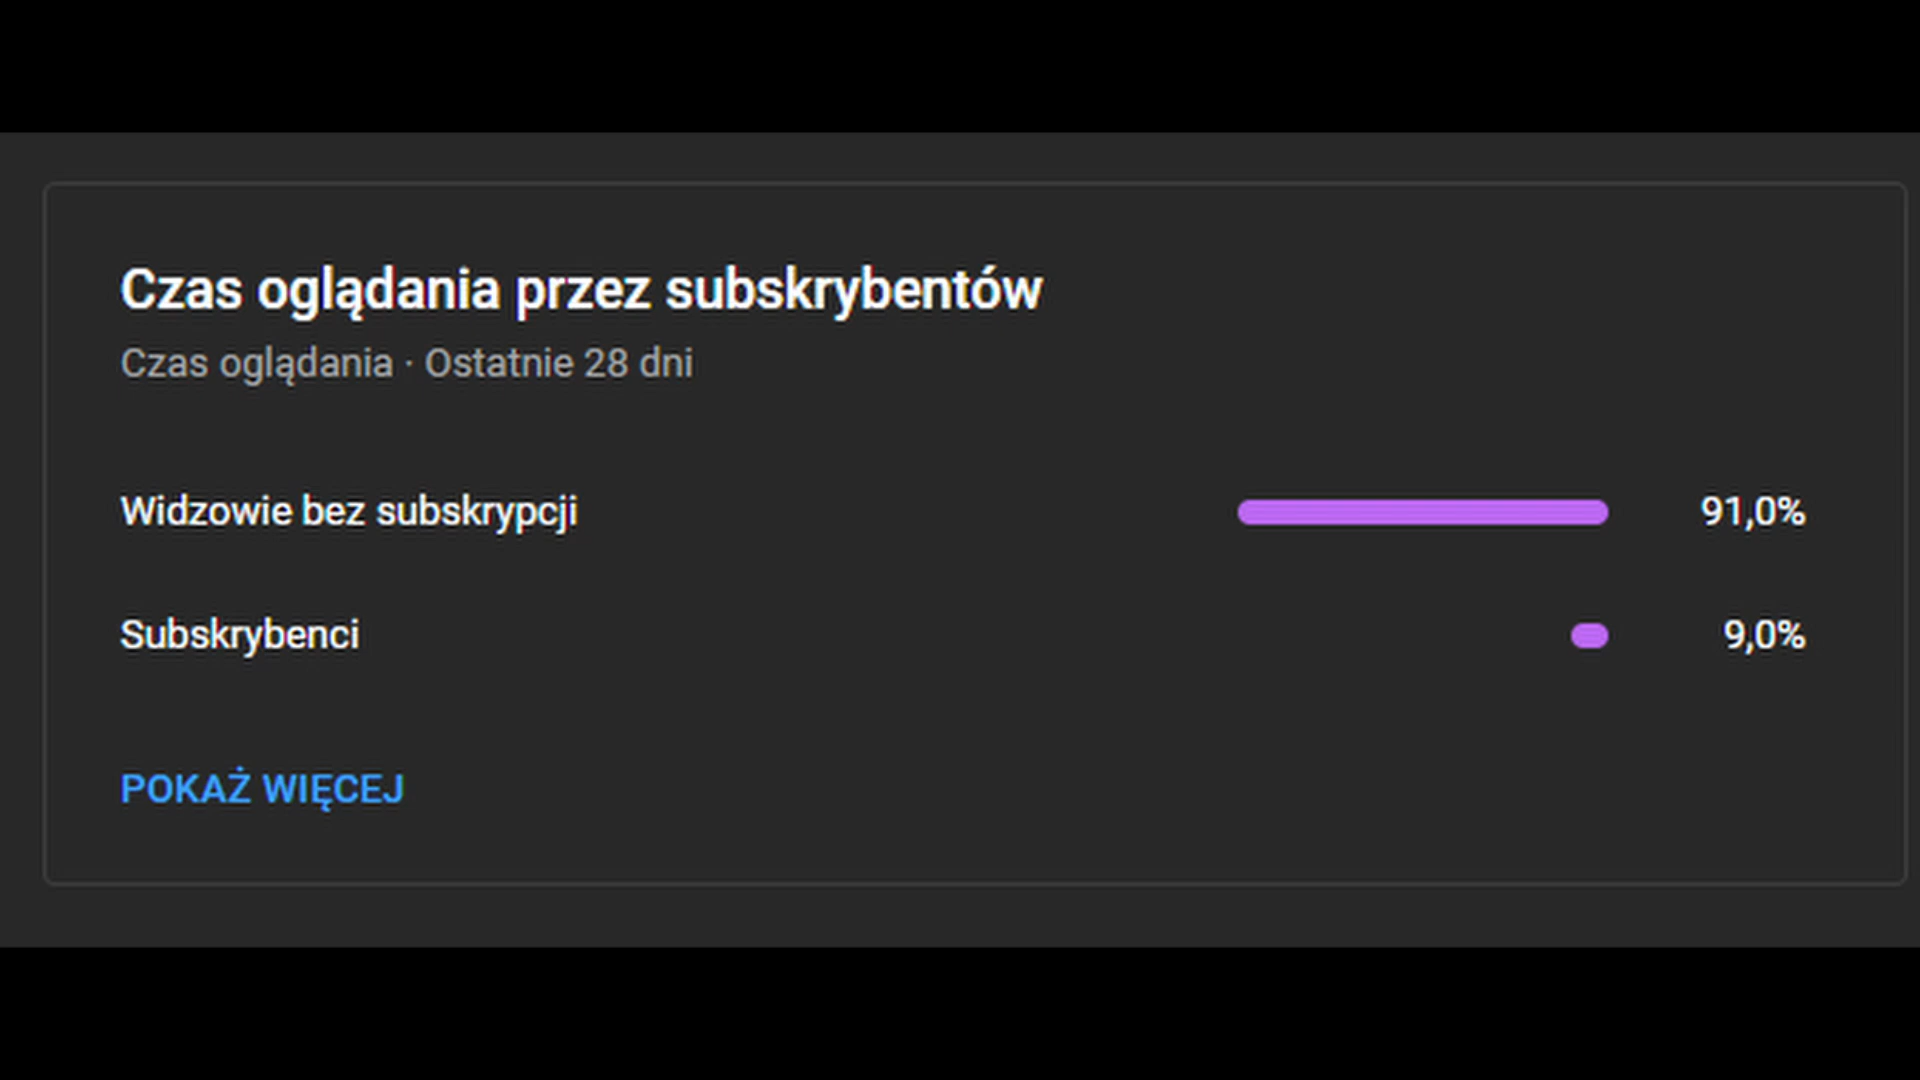 Czas oglądania przez subskrybentów
Czas oglądania · Ostatnie 28 dni
Widzowie bez subskrypcji 91,0%
Subskrybenci 9,0%
POKAŻ WIĘCEJ